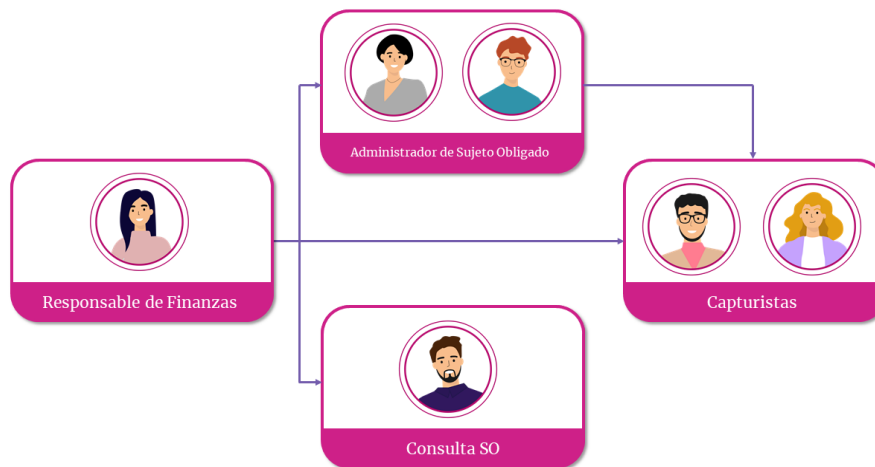 Administrador de Sujeto Obligado
Responsable de Finanzas
Capturistas
Consulta SO